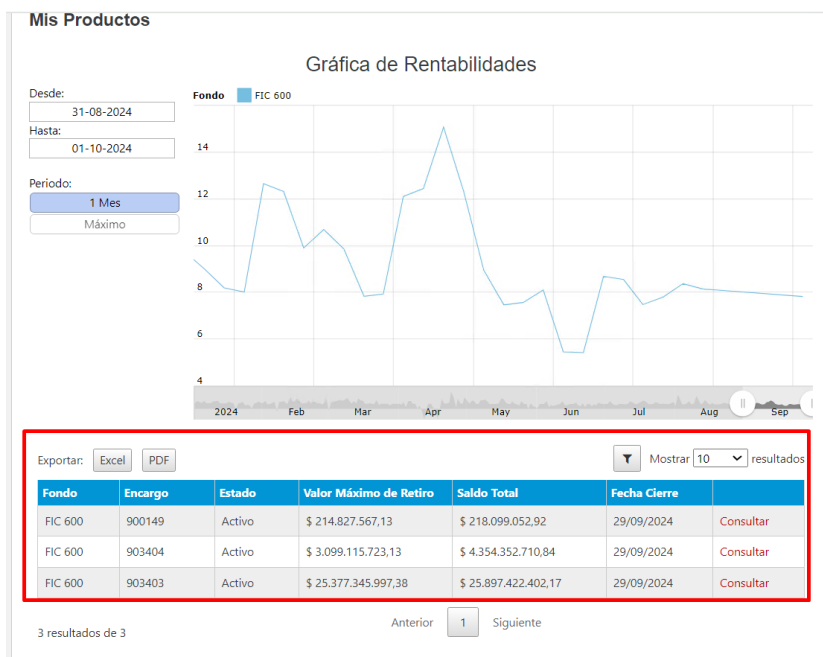 Mis Productos
Gráfica de Rentabilidades
Desde:
31-08-2024
Hasta:
01-10-2024
Periodo:
1 Mes
Máximo
Fondo FIC 600
14
12
10
8
6
4
2024 Feb Mar Apr May Jun Jul Aug Sep
Exportar: Excel PDF Mostrar 10 resultados
Fondo Encargo Estado Valor Máximo de Retiro Saldo Total Fecha Cierre
FIC 600 900149 Activo $ 214.827.567,13 $ 218.099.052,92 29/09/2024 Consultar
FIC 600 903404 Activo $ 3.099.115.723,13 $ 4.354.352.710,84 29/09/2024 Consultar
FIC 600 903403 Activo $ 25.377.345.997,38 $ 25.897.422.402,17 29/09/2024 Consultar
Anterior 1 Siguiente
3 resultados de 3